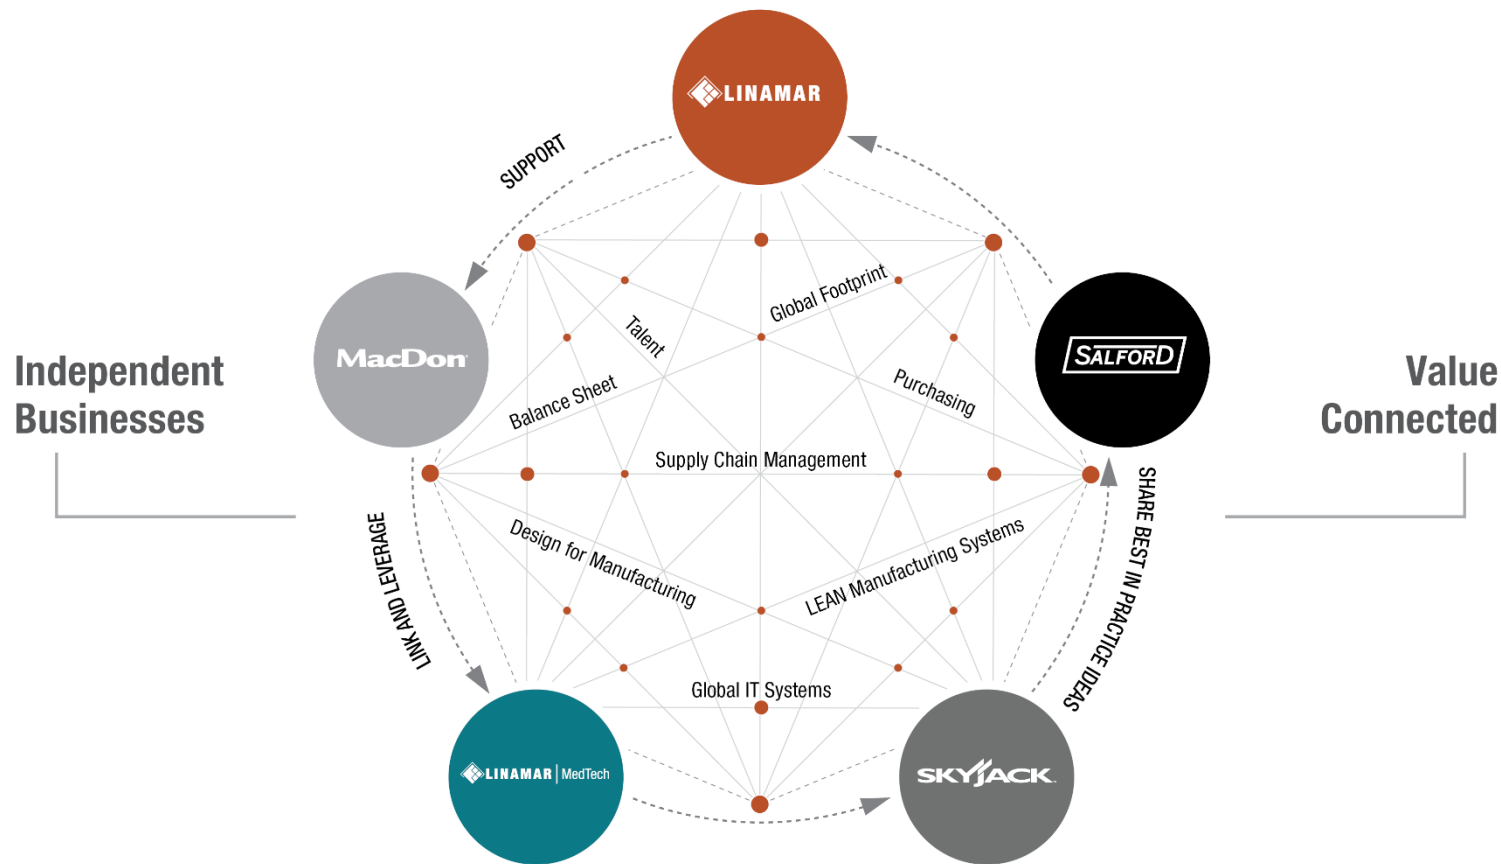 LINAMAR
SUPPORT
Global Footprint
Talent
MacDon
SALFORD
Independent
Businesses
Value
Connected
Balance Sheet
Purchasing
Supply Chain Management
LINK AND LEVERAGE
Design for Manufacturing
LEAN Manufacturing Systems
SHARE BEST IN PRACTICE IDEAS
Global IT Systems
LINAMAR | MedTech
SKYJACK